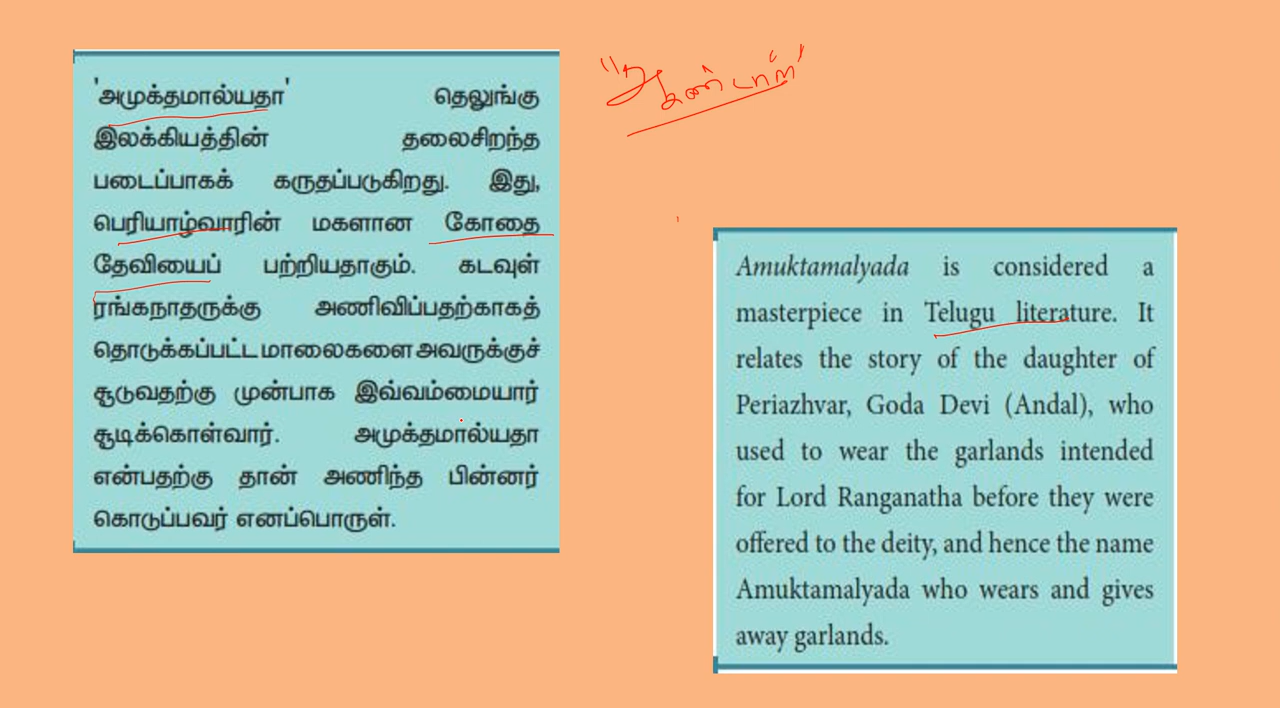 'அமுக்தமால்யதா' தெலுங்கு
இலக்கியத்தின் தலைசிறந்த
படைப்பாகக் கருதப்படுகிறது. இது,
பெரியாழ்வாரின் மகளான கோதை
தேவியைப் பற்றியதாகும். கடவுள்
ரங்கநாதருக்கு அணிவிப்பதற்காகத்
தொடுக்கப்பட்ட மாலைகளை அவருக்குச்
சூடுவதற்கு முன்பாக இவ்வம்மையார்
சூடிக்கொள்வார். அமுக்தமால்யதா
என்பதற்கு தான் அணிந்த பின்னர்
கொடுப்பவர் எனப்பொருள்.
Amuktamalyada is considered a
masterpiece in Telugu literature. It
relates the story of the daughter of
Periazhvar, Goda Devi (Andal), who
used to wear the garlands intended
for Lord Ranganatha before they were
offered to the deity, and hence the name
Amuktamalyada who wears and gives
away garlands.